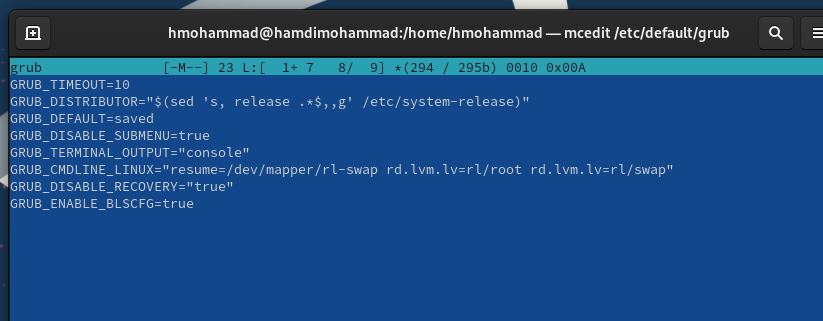 hmohammad@hamdimohammad:/home/hmohammad — mcedit /etc/default/grub
grub [-M--] 23 L:[ 1+ 7 8/ 9] *(294 / 295b) 0010 0x00A
GRUB_TIMEOUT=10
GRUB_DISTRIBUTOR="$(sed 's, release .*$,,g' /etc/system-release)"
GRUB_DEFAULT=saved
GRUB_DISABLE_SUBMENU=true
GRUB_TERMINAL_OUTPUT="console"
GRUB_CMDLINE_LINUX="resume=/dev/mapper/rl-swap rd.lvm.lv=rl/root rd.lvm.lv=rl/swap"
GRUB_DISABLE_RECOVERY="true"
GRUB_ENABLE_BLSCFG=true